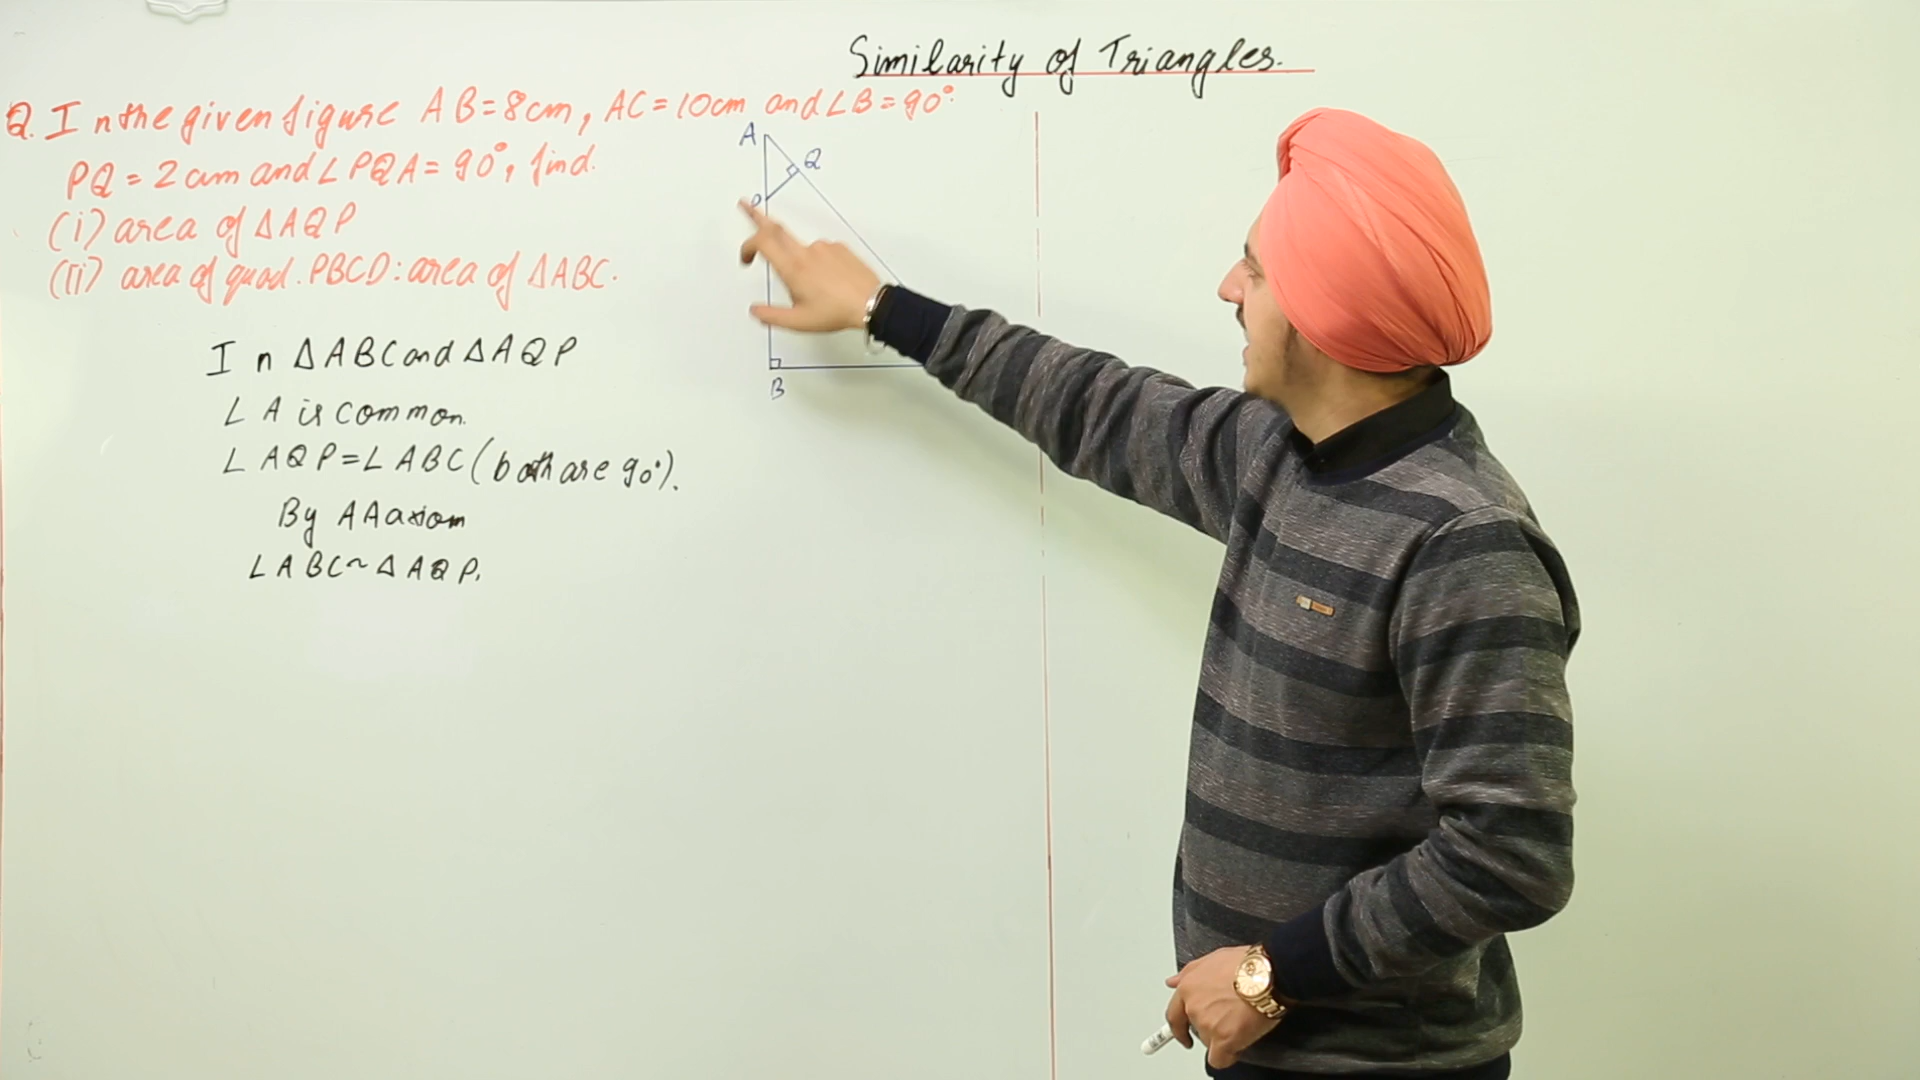 Similarity of Triangles.
Q. In the given figure AB=8cm, AC=10cm and ∠B=90°.
PQ=2cm and ∠PQA=90°, find.
(i) area of ΔAQP
(ii) area of quad. PBCD: area of ΔABC.
A
Q
P
B
In ΔABC and ΔAQP
∠A is common.
∠AQP=∠ABC (both are 90°).
By AA axiom
∠ABC~ΔAQP.